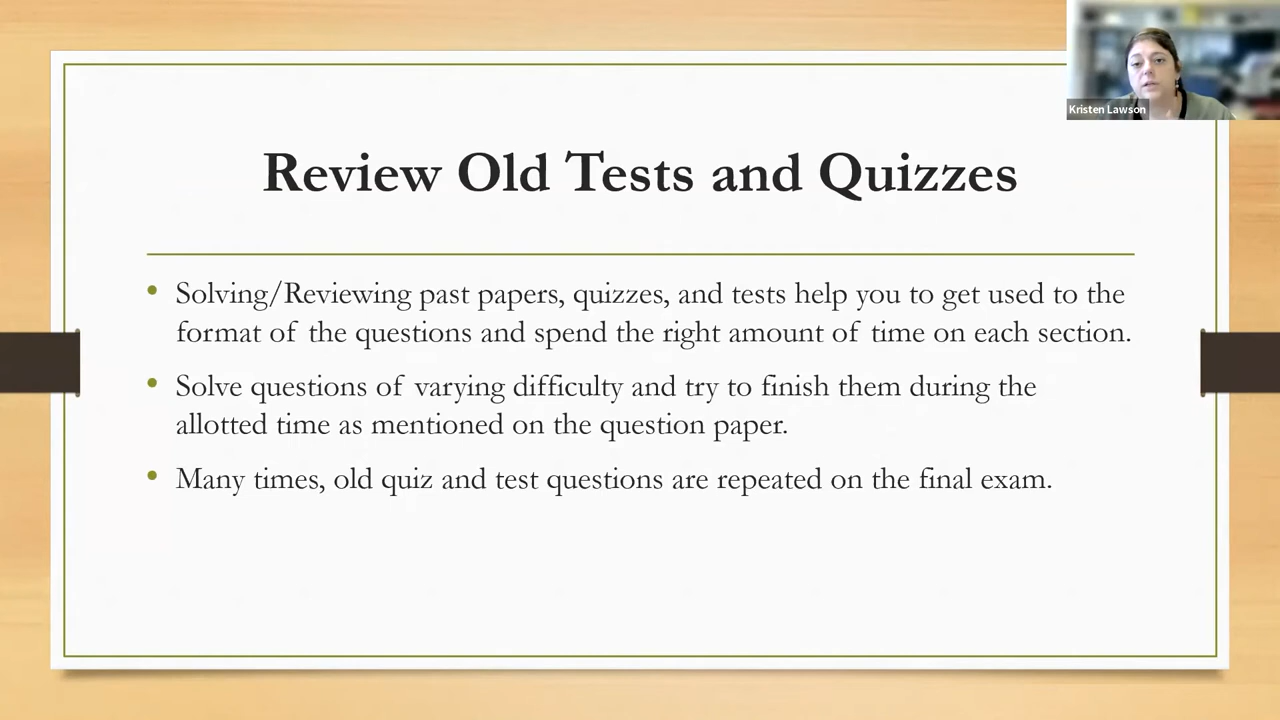 Kristen Lawson
Review Old Tests and Quizzes
• Solving/Reviewing past papers, quizzes, and tests help you to get used to the
format of the questions and spend the right amount of time on each section.
• Solve questions of varying difficulty and try to finish them during the
allotted time as mentioned on the question paper.
• Many times, old quiz and test questions are repeated on the final exam.